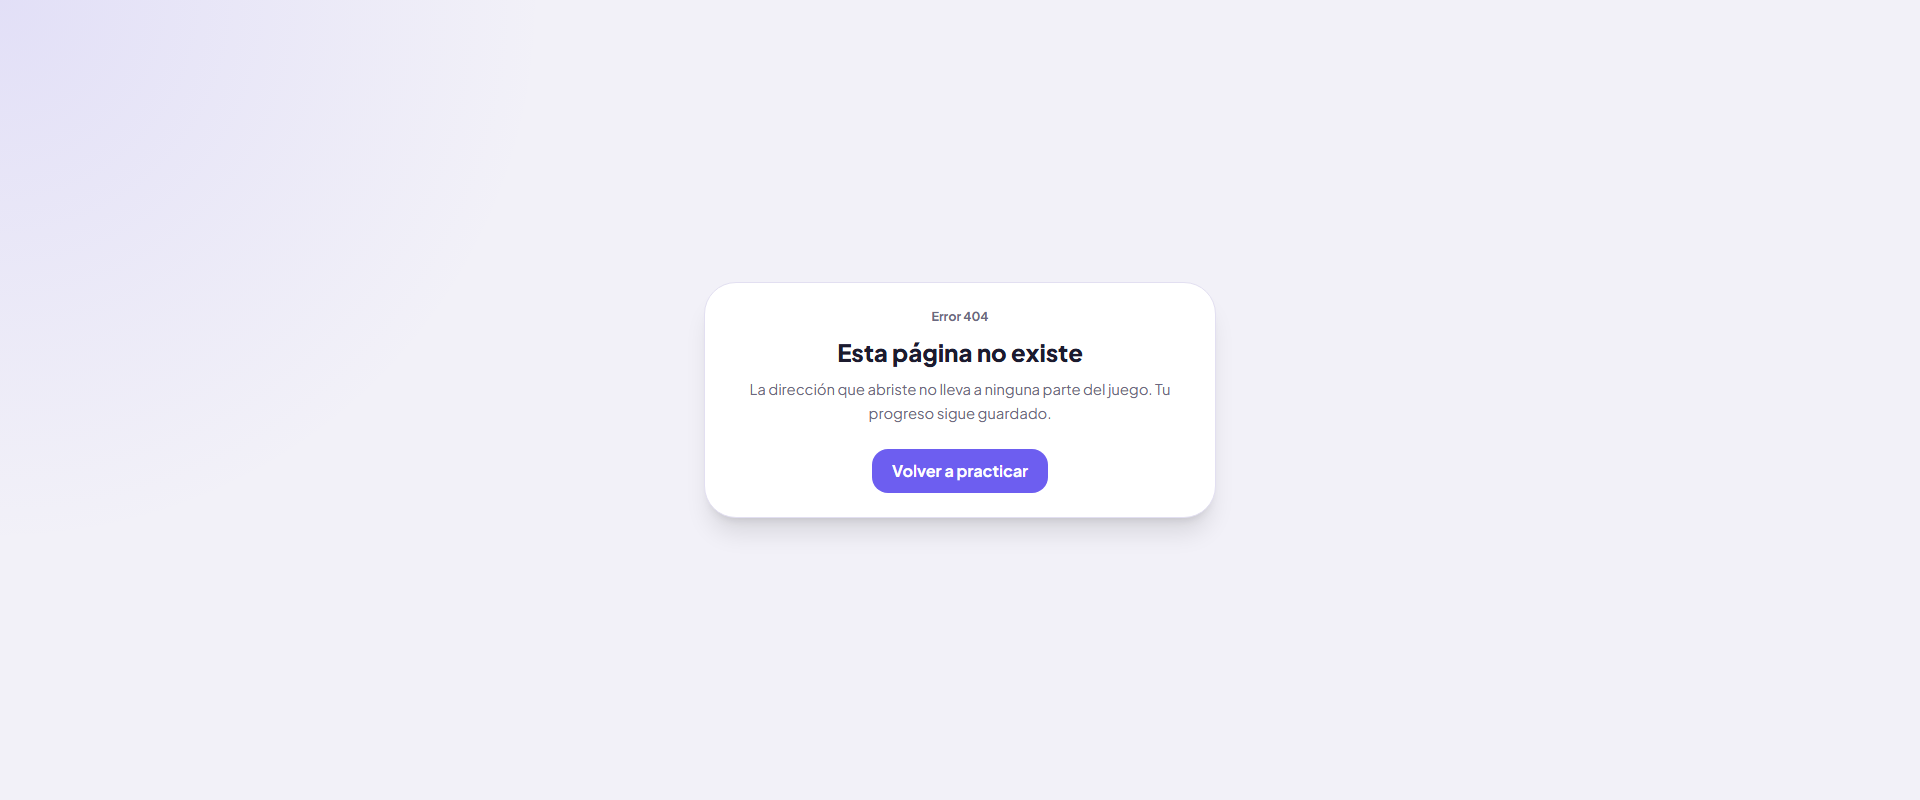 Error 404
Esta página no existe
La dirección que abriste no lleva a ninguna parte del juego. Tu
progreso sigue guardado.
Volver a practicar